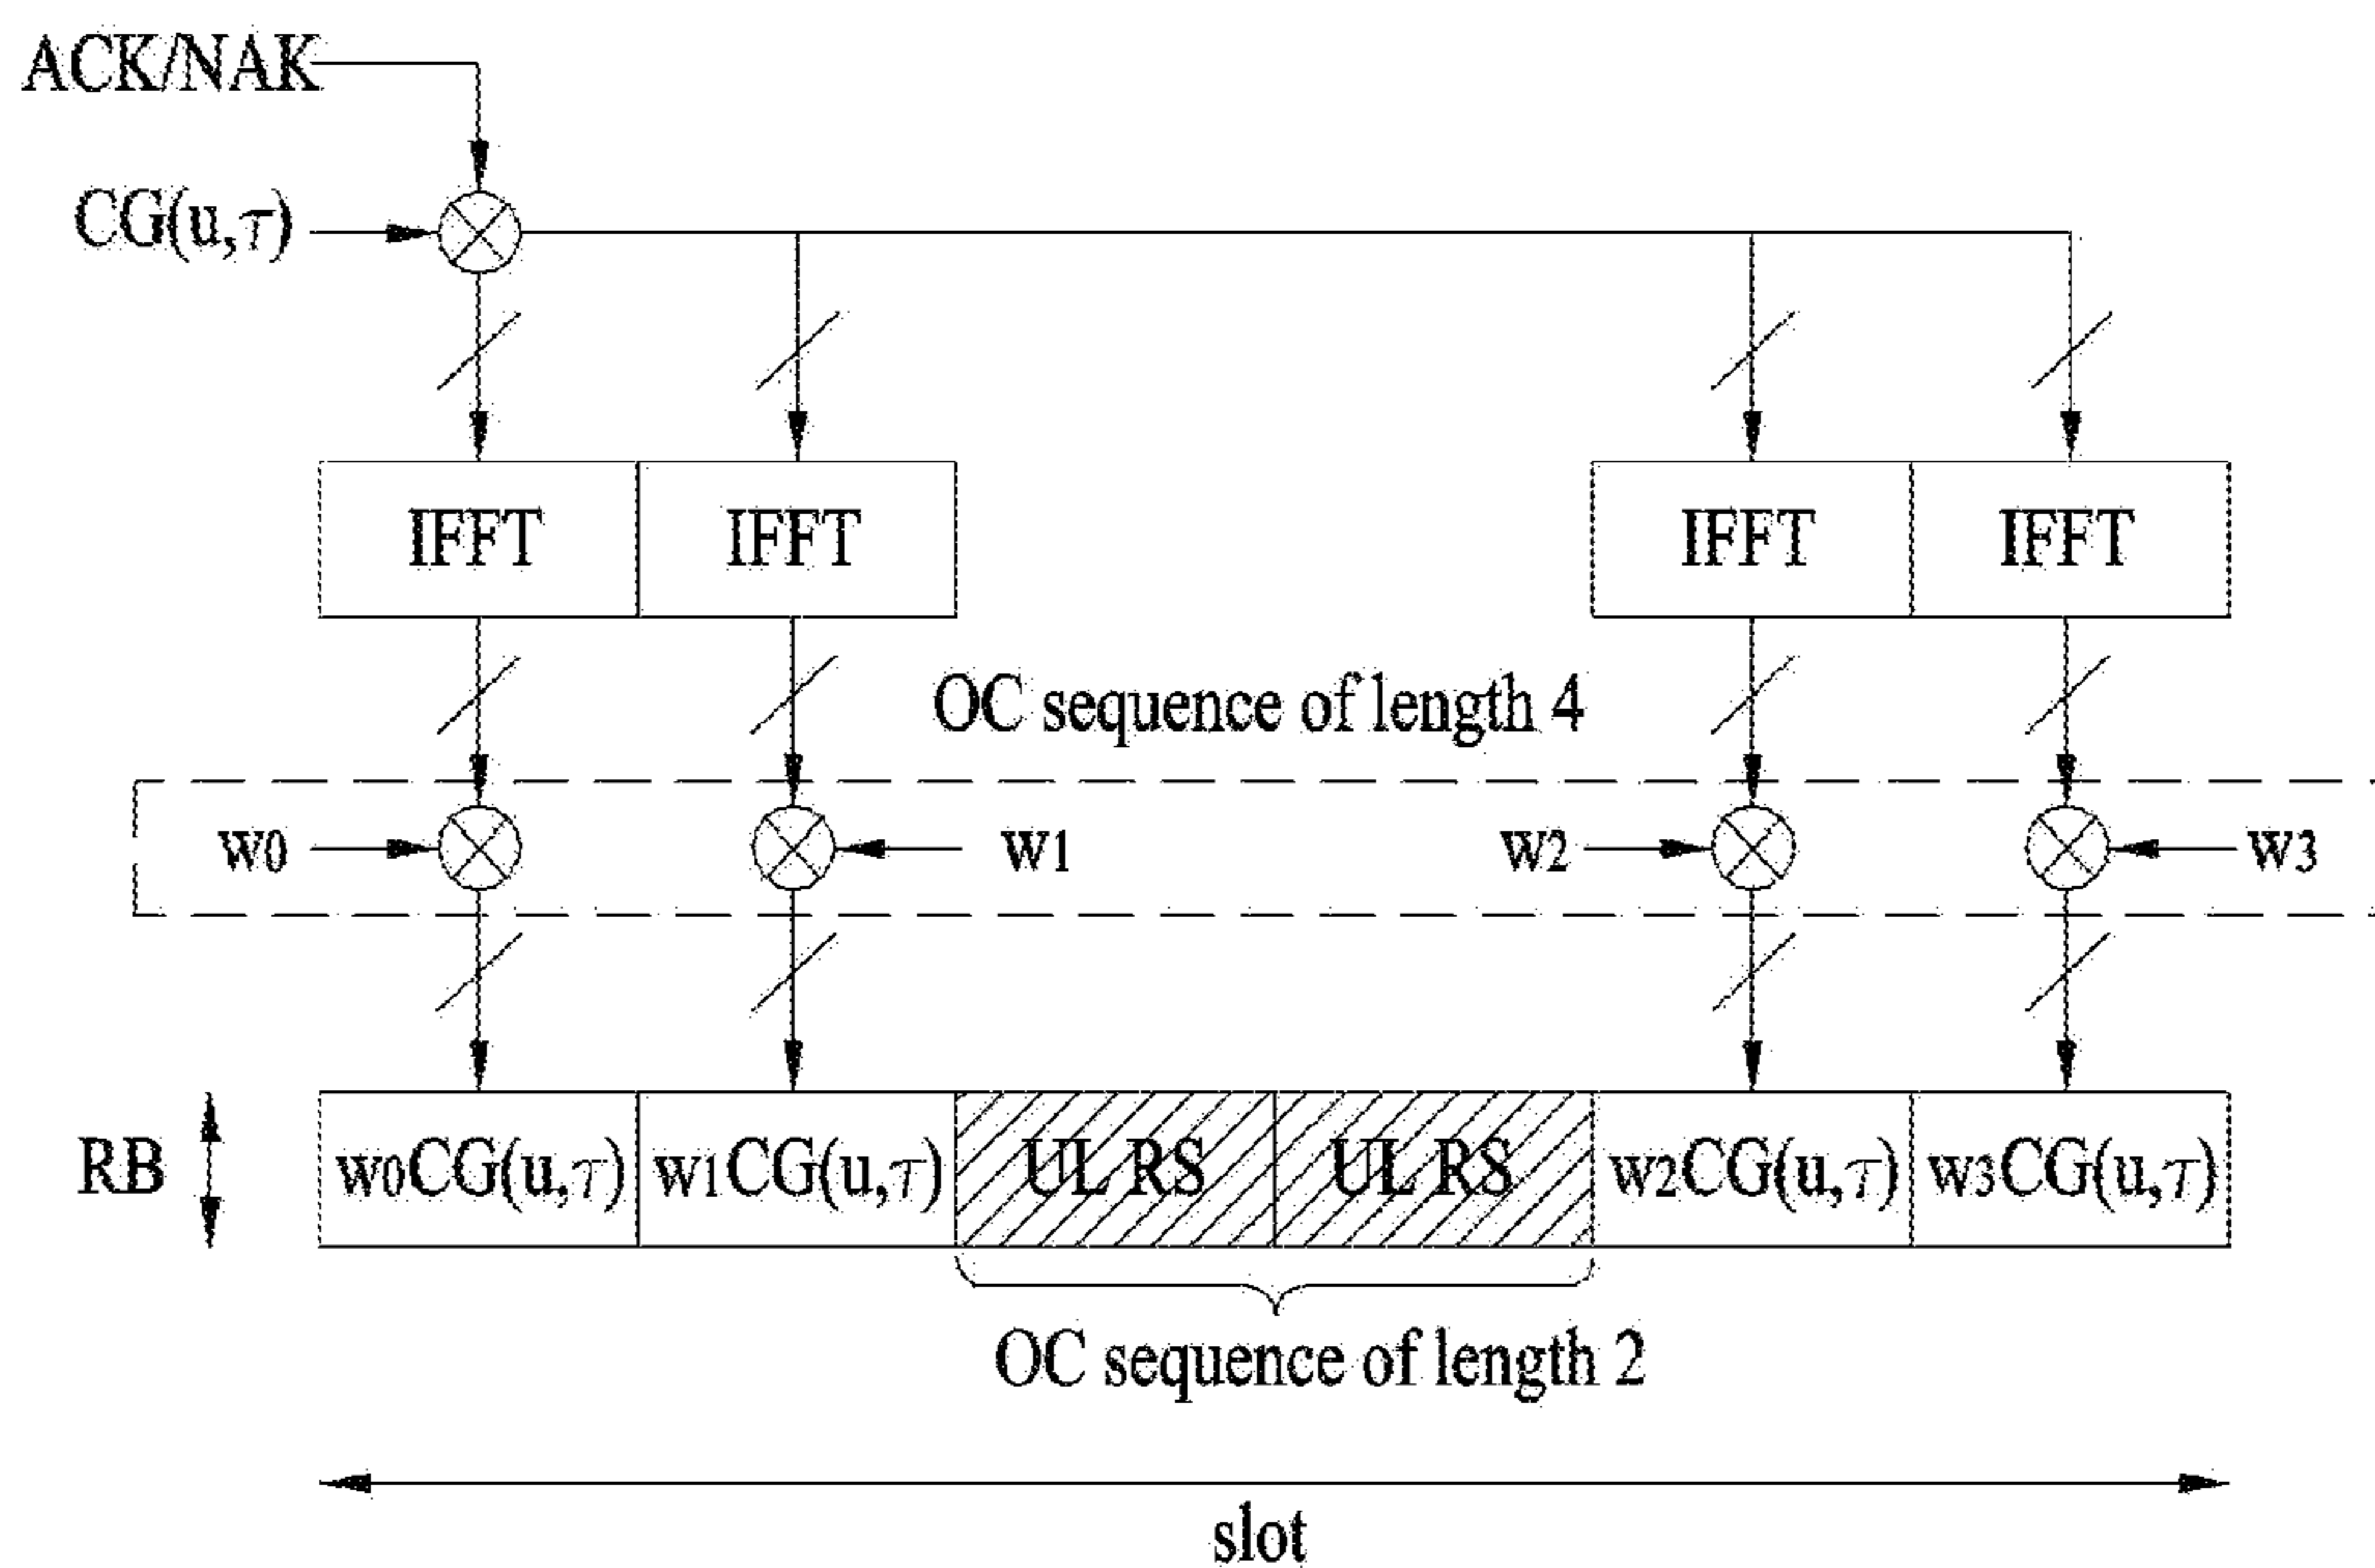 ACK/NAK
CG(u,τ)
IFFT IFFT IFFT IFFT
OC sequence of length 4
w0 w1 w2 w3
RB w0CG(u,τ) w1CG(u,τ) UL RS UL RS w2CG(u,τ) w3CG(u,τ)
OC sequence of length 2
slot